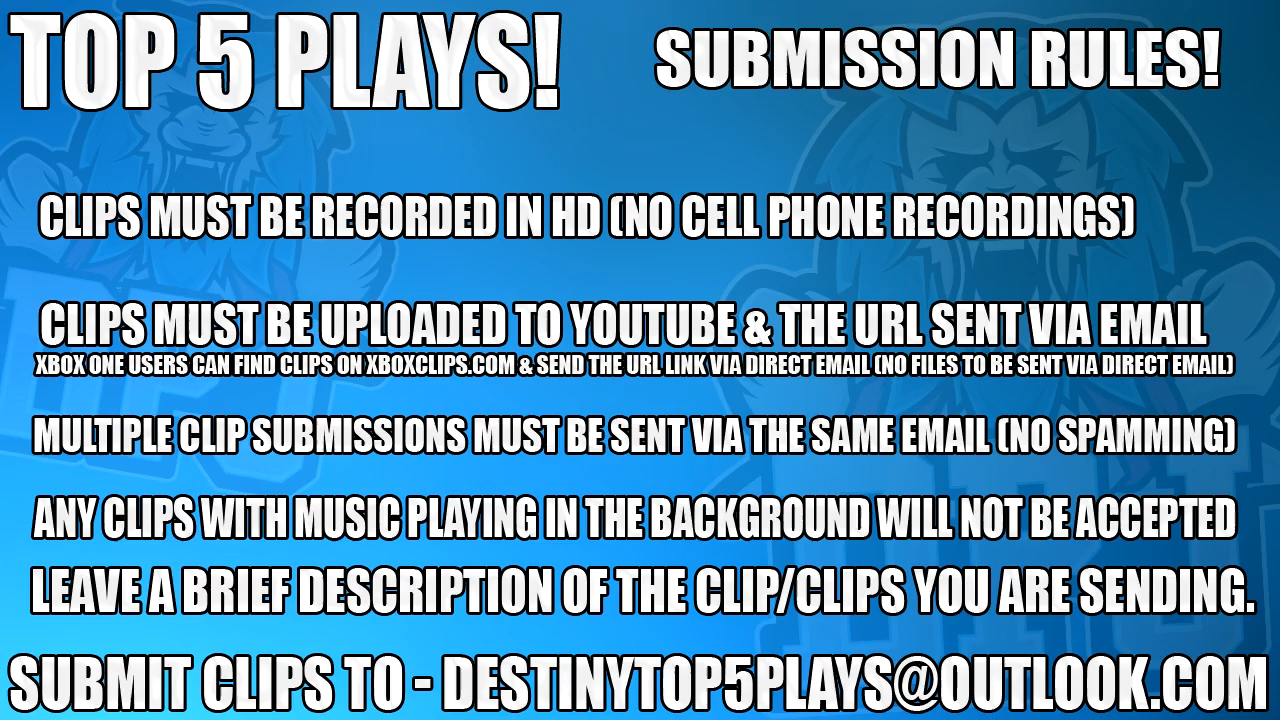 TOP 5 PLAYS!
SUBMISSION RULES!
CLIPS MUST BE RECORDED IN HD (NO CELL PHONE RECORDINGS)
CLIPS MUST BE UPLOADED TO YOUTUBE & THE URL SENT VIA EMAIL
XBOX ONE USERS CAN FIND CLIPS ON XBOXCLIPS.COM & SEND THE URL LINK VIA DIRECT EMAIL (NO FILES TO BE SENT VIA DIRECT EMAIL)
MULTIPLE CLIP SUBMISSIONS MUST BE SENT VIA THE SAME EMAIL (NO SPAMMING)
ANY CLIPS WITH MUSIC PLAYING IN THE BACKGROUND WILL NOT BE ACCEPTED
LEAVE A BRIEF DESCRIPTION OF THE CLIP/CLIPS YOU ARE SENDING.
SUBMIT CLIPS TO - DESTINYTOP5PLAYS@OUTLOOK.COM